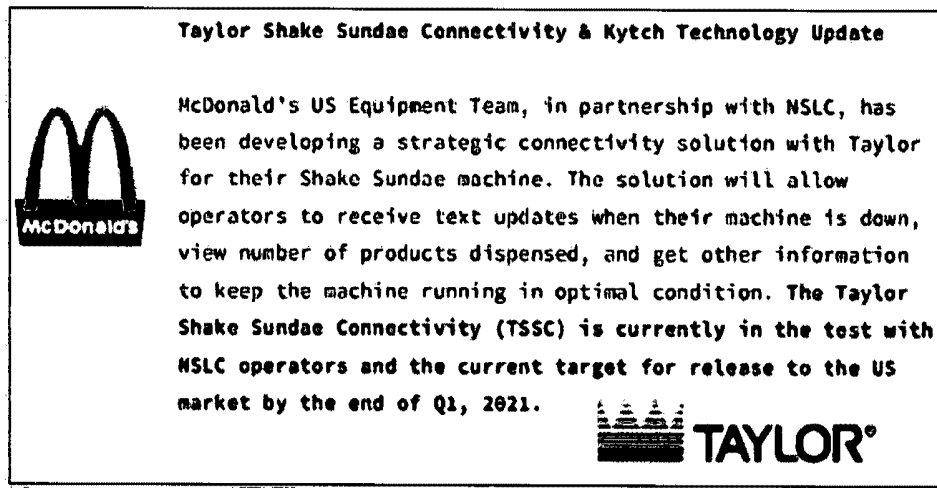 Taylor Shake Sundae Connectivity & Kytch Technology Update
McDonald's US Equipment Team, in partnership with NSLC, has
been developing a strategic connectivity solution with Taylor
for their Shake Sundae machine. The solution will allow
operators to receive text updates when their machine is down,
view number of products dispensed, and get other information
to keep the machine running in optimal condition. The Taylor
Shake Sundae Connectivity (TSSC) is currently in the test with
NSLC operators and the current target for release to the US
market by the end of Q1, 2021.
McDonald's
TAYLOR®